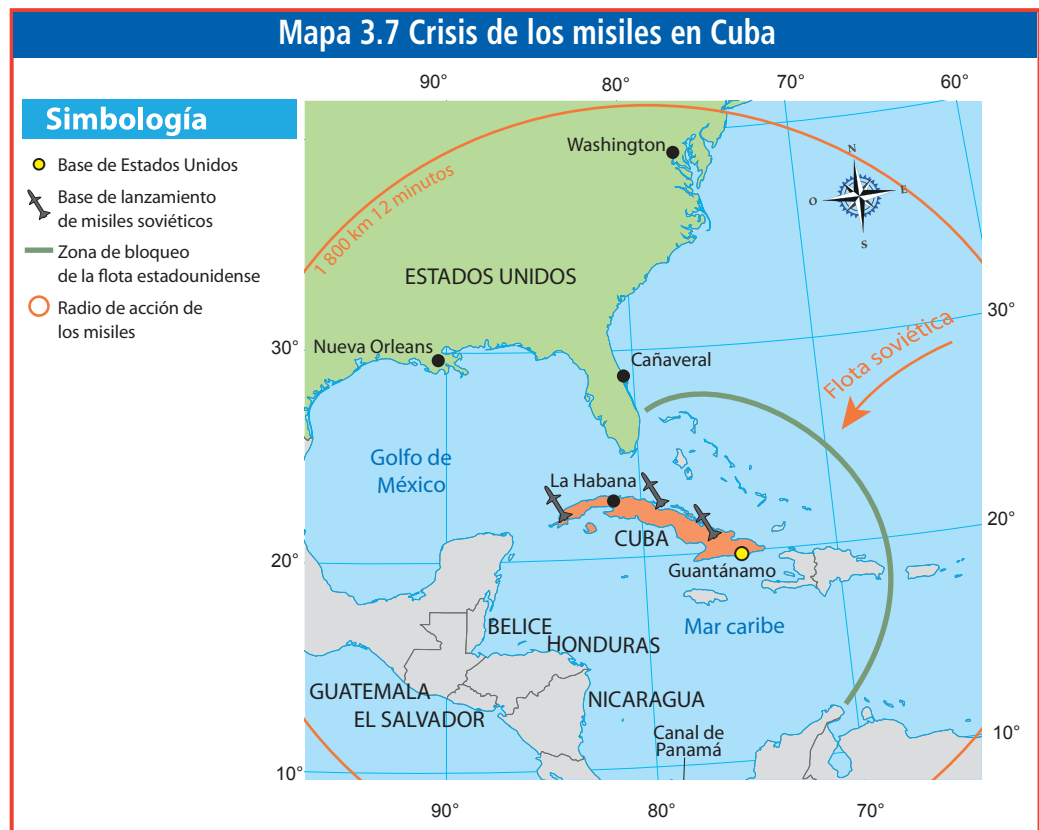 Mapa 3.7 Crisis de los misiles en Cuba
90°
80°
70°
60°
Simbología
Base de Estados Unidos
Base de lanzamiento
de misiles soviéticos
Zona de bloqueo
de la flota estadounidense
Radio de acción de
los misiles
Washington
N
O
E
S
1 800 km 12 minutos
ESTADOS UNIDOS
30°
30°
Nueva Orleans
Cañaveral
Flota soviética
Golfo de
México
La Habana
CUBA
20°
20°
Guantánamo
Mar caribe
BELICE
HONDURAS
GUATEMALA
NICARAGUA
EL SALVADOR
Canal de
Panamá
10°
10°
90°
80°
70°